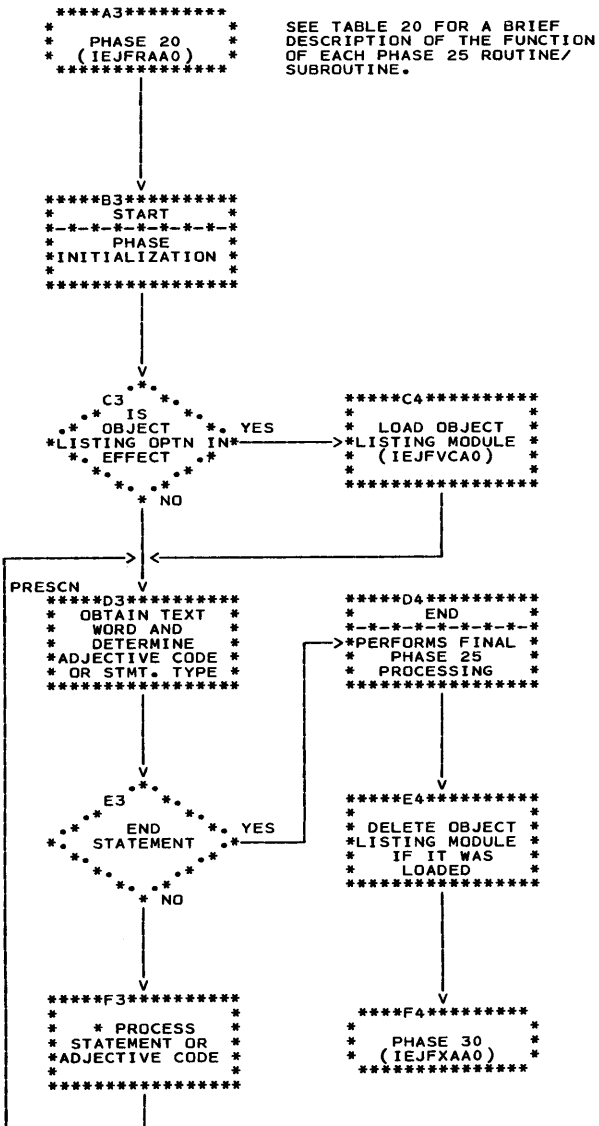 A3
PHASE 20
(IEJFRAA0)
SEE TABLE 20 FOR A BRIEF
DESCRIPTION OF THE FUNCTION
OF EACH PHASE 25 ROUTINE/
SUBROUTINE.
B3
START
PHASE
INITIALIZATION
C3
IS
OBJECT
LISTING OPTN IN
EFFECT
YES
NO
C4
LOAD OBJECT
LISTING MODULE
(IEJFVCA0)
PRESCN
D3
OBTAIN TEXT
WORD AND
DETERMINE
ADJECTIVE CODE
OR STMT. TYPE
D4
END
PERFORMS FINAL
PHASE 25
PROCESSING
E3
END
STATEMENT
YES
NO
E4
DELETE OBJECT
LISTING MODULE
IF IT WAS
LOADED
F3
* PROCESS
STATEMENT OR
ADJECTIVE CODE
F4
PHASE 30
(IEJFXAA0)